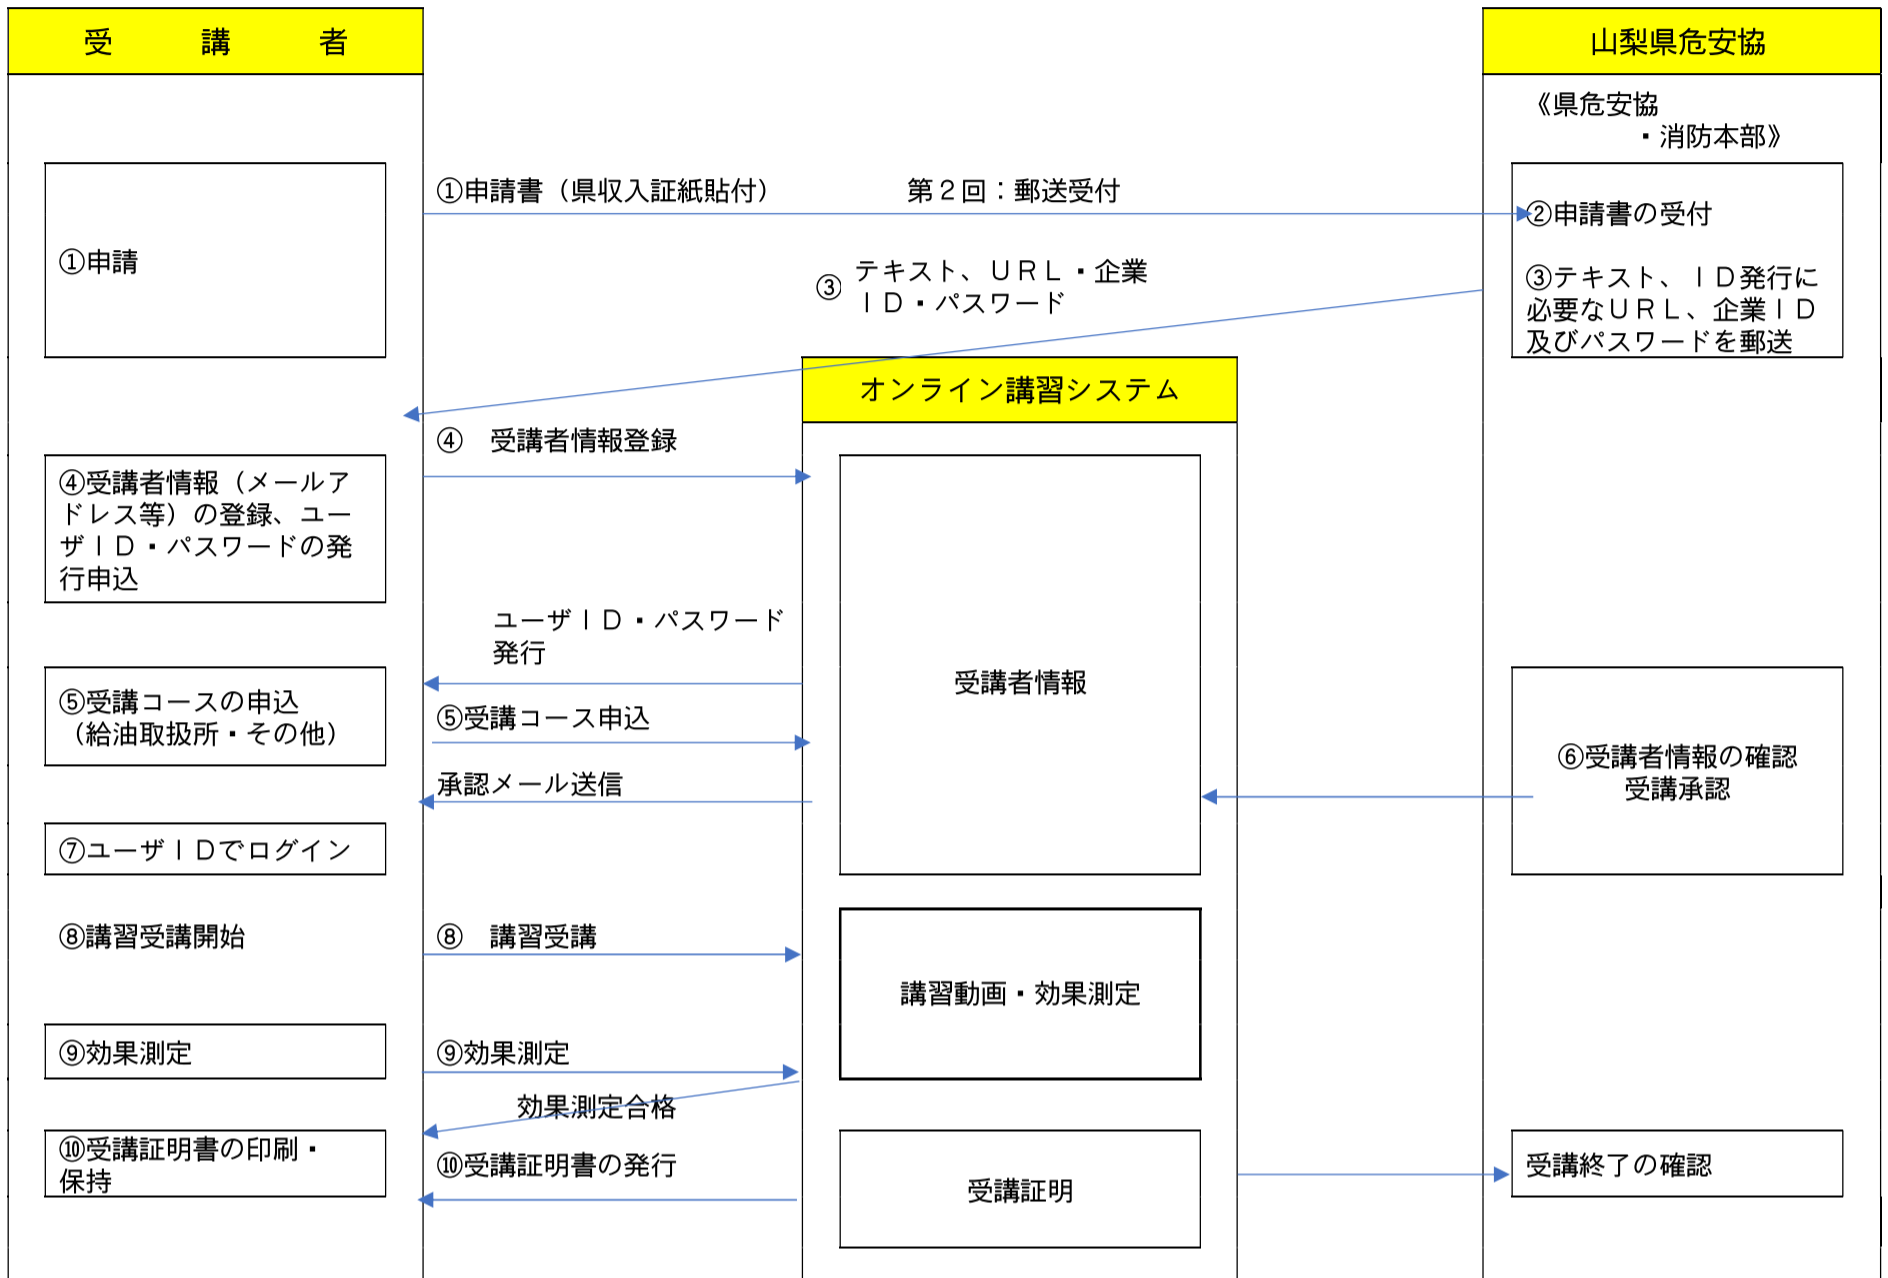 受　講　者
山梨県危安協
《県危安協
・消防本部》
①申請書（県収入証紙貼付）　第２回：郵送受付
①申請
②申請書の受付
③ テキスト、ＵＲＬ・企業
ＩＤ・パスワード
③テキスト、ＩＤ発行に
必要なＵＲＬ、企業ＩＤ
及びパスワードを郵送
オンライン講習システム
④　受講者情報登録
④受講者情報（メールア
ドレス等）の登録、ユー
ザＩＤ・パスワードの発
行申込
ユーザＩＤ・パスワード
発行
受講者情報
⑤受講コースの申込
（給油取扱所・その他）
⑤受講コース申込
⑥受講者情報の確認
受講承認
承認メール送信
⑦ユーザＩＤでログイン
⑧講習受講開始
⑧　講習受講
講習動画・効果測定
⑨効果測定
⑨効果測定
効果測定合格
⑩受講証明書の印刷・
保持
⑩受講証明書の発行
受講証明
受講終了の確認